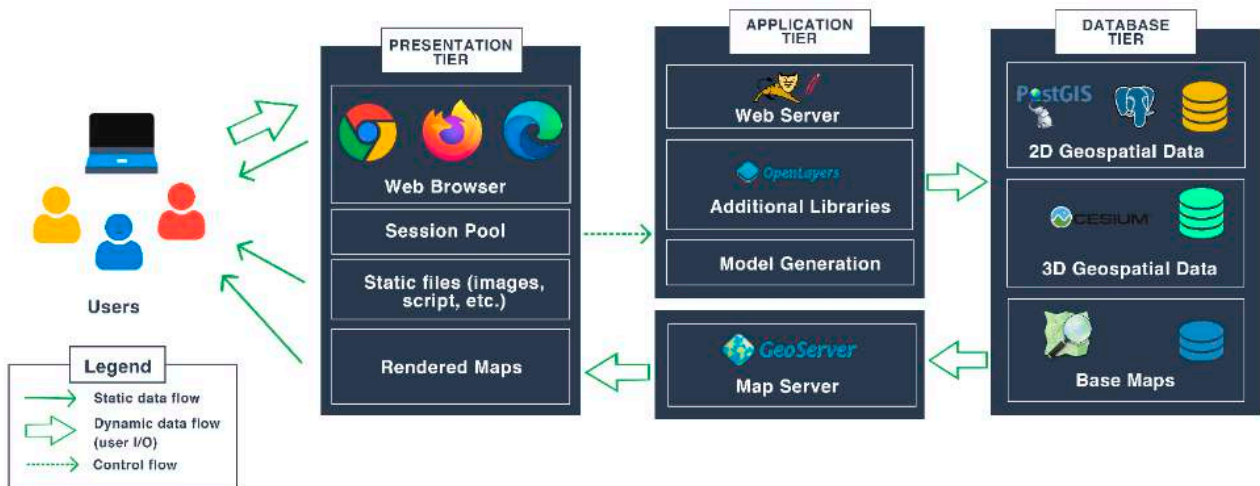 PRESENTATION
TIER
Web Browser
Session Pool
Static files (images,
script, etc.)
Rendered Maps
APPLICATION
TIER
Web Server
OpenLayers
Additional Libraries
Model Generation
GeoServer
Map Server
DATABASE
TIER
PostGIS
2D Geospatial Data
CESIUM
3D Geospatial Data
Base Maps
Users
Legend
Static data flow
Dynamic data flow
(user I/O)
Control flow